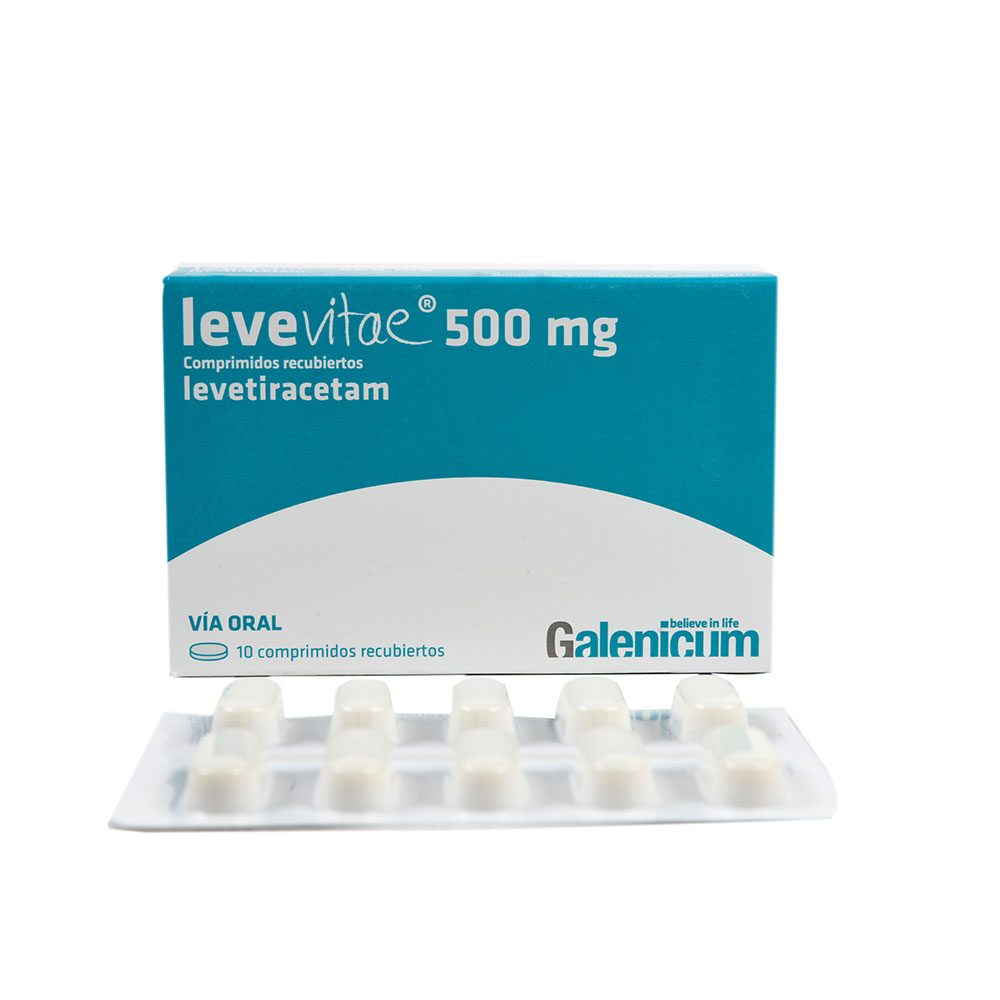 levevitae® 500 mg
Comprimidos recubiertos
levetiracetam
VÍA ORAL
10 comprimidos recubiertos
believe in life
Galenicum